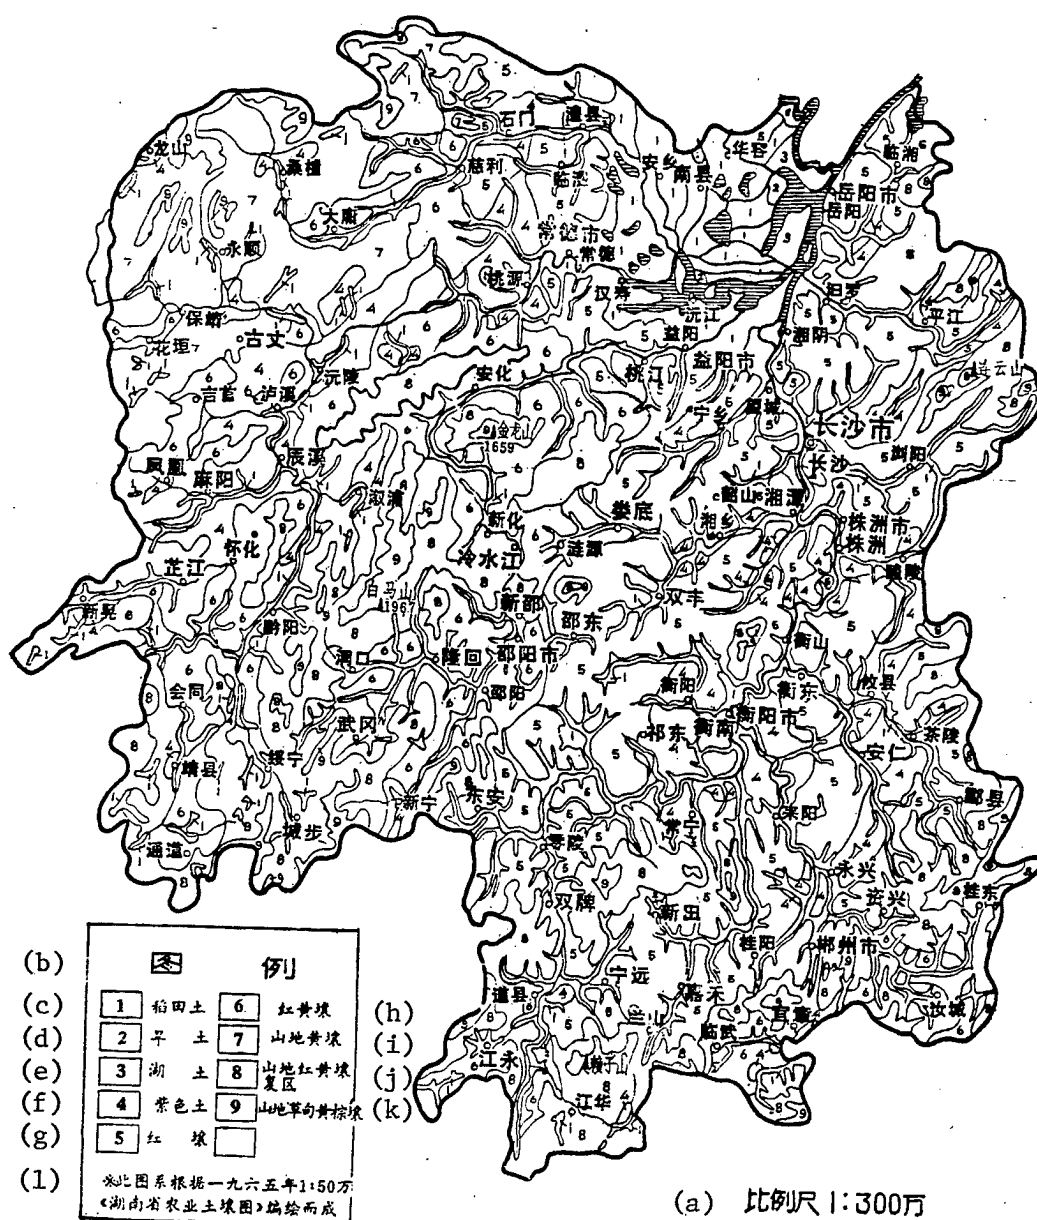 石门
澧县
龙山
桑植
慈利
临澧
安乡
南县
华容
临湘
岳阳市
岳阳
大庸
永顺
常德市
常德
桃源
汉寿
沅江
汨罗
平江
保靖
花垣
古丈
沅陵
安化
桃江
益阳
益阳市
湘阴
连云山
吉首
泸溪
宁乡
望城
长沙市
长沙
浏阳
金龙山
1659
凤凰
麻阳
辰溪
溆浦
韶山
湘潭
新化
娄底
湘乡
株洲市
株洲
怀化
冷水江
涟源
醴陵
芷江
新晃
白马山
1967
新邵
双丰
黔阳
邵东
衡山
洞口
隆回
邵阳市
邵阳
衡阳
衡东
攸县
会同
武冈
祁东
衡南
衡阳市
安仁
茶陵
靖县
绥宁
新宁
东安
常宁
耒阳
酃县
通道
城步
零陵
永兴
资兴
桂东
双牌
新田
桂阳
郴州市
道县
宁远
嘉禾
宜章
汝城
江永
兰山
临武
江华
(b) 图 例
(c) 1 稻田土 6 红黄壤 (h)
(d) 2 旱 土 7 山地黄壤 (i)
(e) 3 湖 土 8 山地红黄壤复区 (j)
(f) 4 紫色土 9 山地草甸黄棕壤 (k)
(g) 5 红 壤
(l) ※此图系根据一九六五年1:50万
《湖南省农业土壤图》编绘而成
(a) 比例尺 1:300万